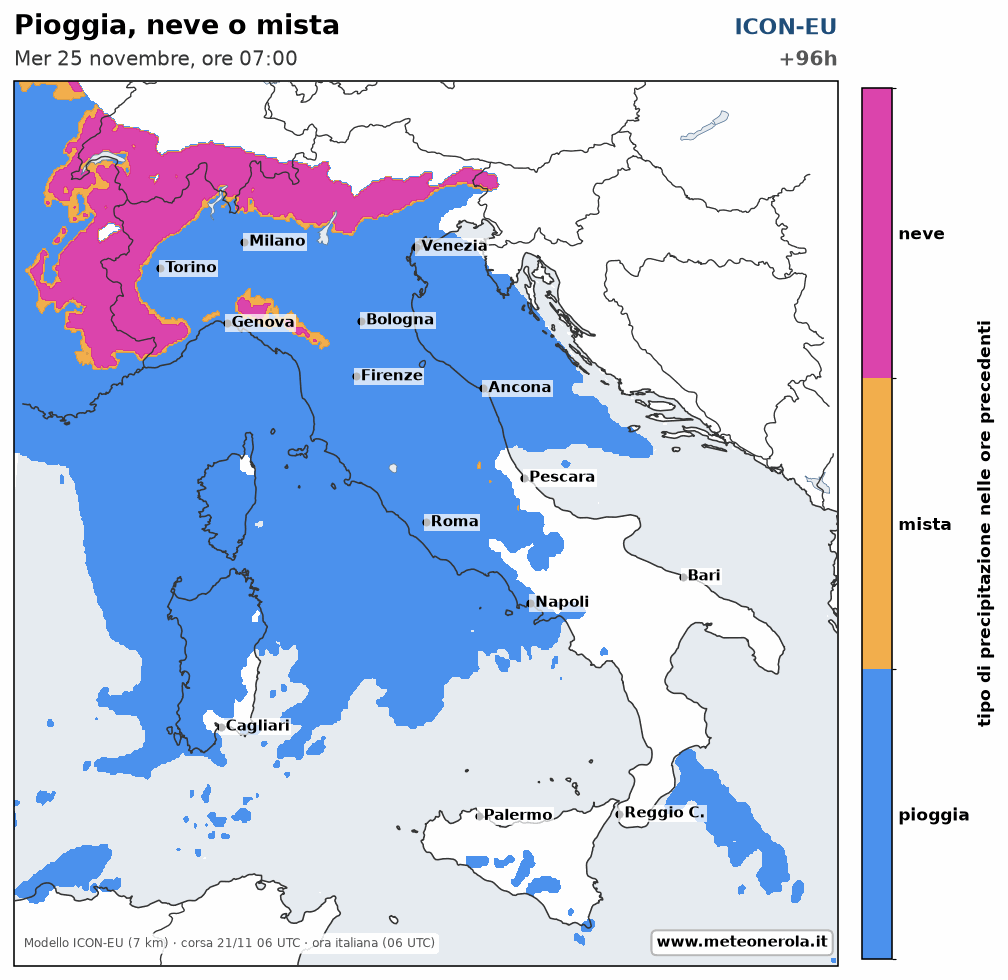 Pioggia, neve o mista
ICON-EU
Mer 25 novembre, ore 07:00
+96h
neve
Milano
Venezia
Torino
Genova
Bologna
Firenze
Ancona
Pescara
Roma
mista
Bari
Napoli
Cagliari
Palermo
Reggio C.
pioggia
tipo di precipitazione nelle ore precedenti
Modello ICON-EU (7 km) · corsa 21/11 06 UTC · ora italiana (06 UTC)
www.meteonerola.it